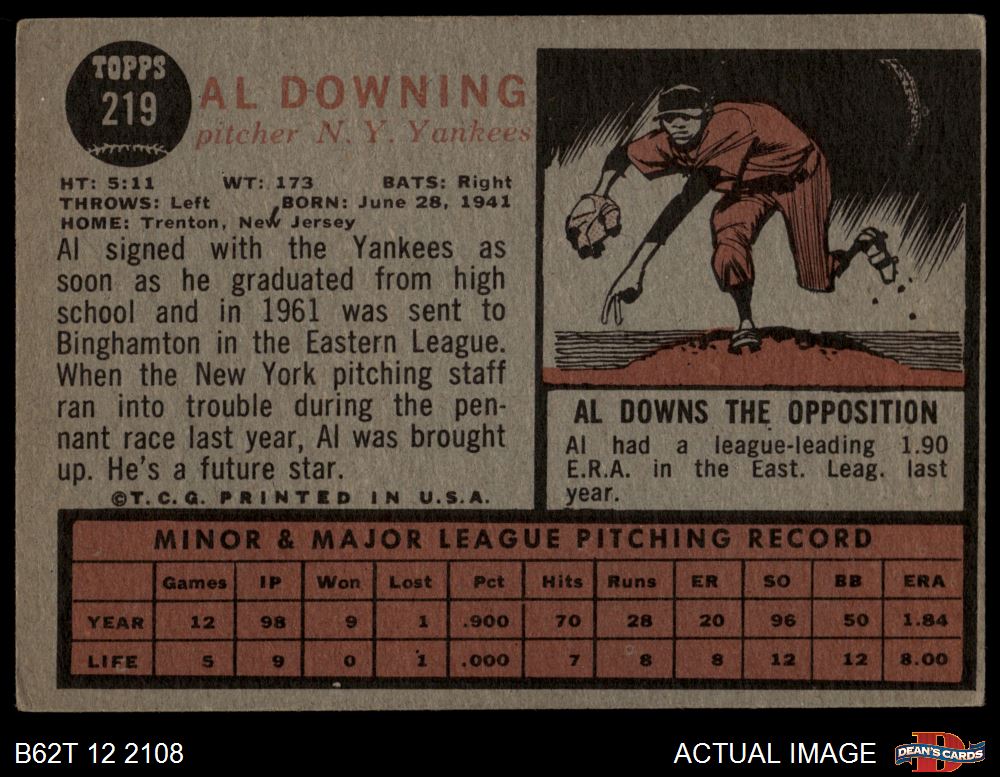 TOPPS
219
AL DOWNING
pitcher N. Y. Yankees
HT: 5:11 WT: 173 BATS: Right
THROWS: Left BORN: June 28, 1941
HOME: Trenton, New Jersey
Al signed with the Yankees as
soon as he graduated from high
school and in 1961 was sent to
Binghamton in the Eastern League.
When the New York pitching staff
ran into trouble during the pen-
nant race last year, Al was brought
up. He's a future star.
©T.C.G. PRINTED IN U.S.A.
AL DOWNS THE OPPOSITION
Al had a league-leading 1.90
E.R.A. in the East. Leag. last
year.
MINOR & MAJOR LEAGUE PITCHING RECORD
Games IP Won Lost Pct Hits Runs ER SO BB ERA
YEAR 12 98 9 1 .900 70 28 20 96 50 1.84
LIFE 5 9 0 1 .000 7 8 8 12 12 8.00
B62T 12 2108
ACTUAL IMAGE
D
DEAN'S CARDS